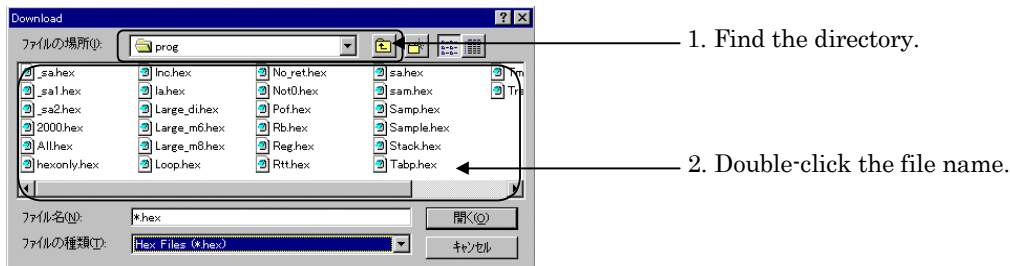 Download
ファイルの場所(I):
prog
1. Find the directory.
_sa.hex
_sa1.hex
_sa2.hex
2000.hex
All.hex
hexonly.hex
Inc.hex
la.hex
Large_di.hex
Large_m6.hex
Large_m8.hex
Loop.hex
No_ret.hex
Not0.hex
Pof.hex
Rb.hex
Reg.hex
Rtt.hex
sa.hex
sam.hex
Samp.hex
Sample.hex
Stack.hex
Tabp.hex
2. Double-click the file name.
ファイル名(N):
*.hex
開く(O)
ファイルの種類(T):
Hex Files (*.hex)
キャンセル